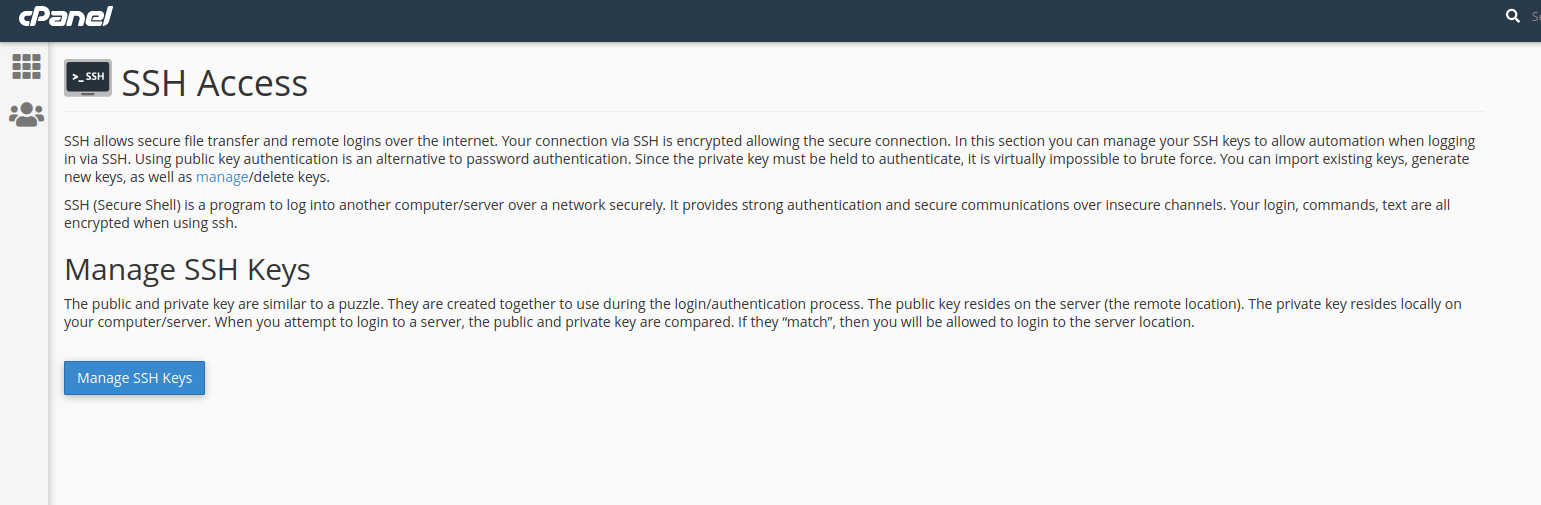 cPanel
Se
>_ SSH
SSH Access
SSH allows secure file transfer and remote logins over the internet. Your connection via SSH is encrypted allowing the secure connection. In this section you can manage your SSH keys to allow automation when logging
in via SSH. Using public key authentication is an alternative to password authentication. Since the private key must be held to authenticate, it is virtually impossible to brute force. You can import existing keys, generate
new keys, as well as manage/delete keys.
SSH (Secure Shell) is a program to log into another computer/server over a network securely. It provides strong authentication and secure communications over insecure channels. Your login, commands, text are all
encrypted when using ssh.
Manage SSH Keys
The public and private key are similar to a puzzle. They are created together to use during the login/authentication process. The public key resides on the server (the remote location). The private key resides locally on
your computer/server. When you attempt to login to a server, the public and private key are compared. If they “match”, then you will be allowed to login to the server location.
Manage SSH Keys